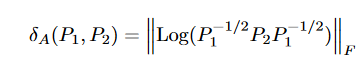 δ_A(P_1, P_2) = ‖Log(P_1^{-1/2} P_2 P_1^{-1/2})‖_F